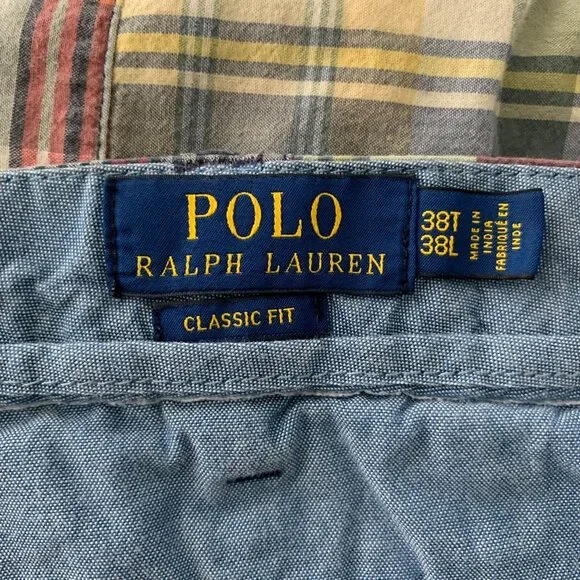 POLO
RALPH LAUREN
CLASSIC FIT
38T
38L
MADE IN
INDIA
FABRIQUÉ EN
INDE